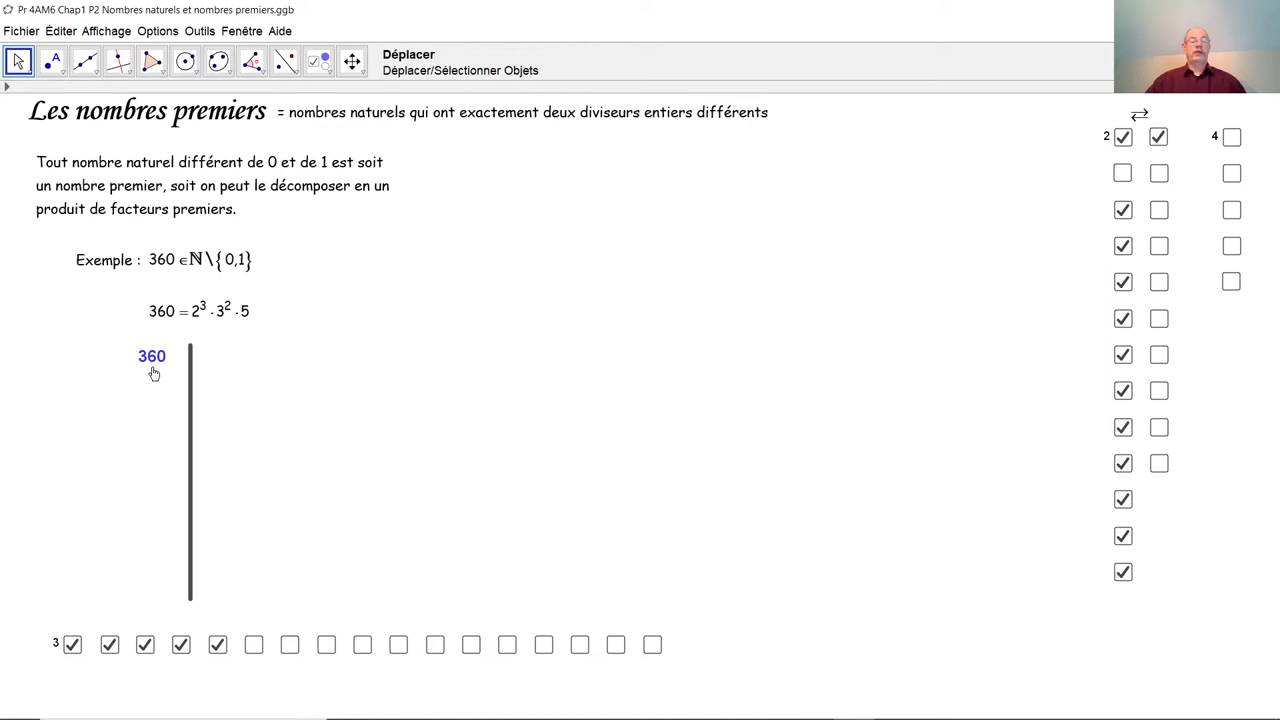 Pr 4AM6 Chap1 P2 Nombres naturels et nombres premiers.ggb
Fichier Éditer Affichage Options Outils Fenêtre Aide
Déplacer
Déplacer/Sélectionner Objets
Les nombres premiers = nombres naturels qui ont exactement deux diviseurs entiers différents
2
4
Tout nombre naturel différent de 0 et de 1 est soit
un nombre premier, soit on peut le décomposer en un
produit de facteurs premiers.
Exemple : 360 ∈ℕ\{0,1}
360 = 2³ · 3² · 5
360
3